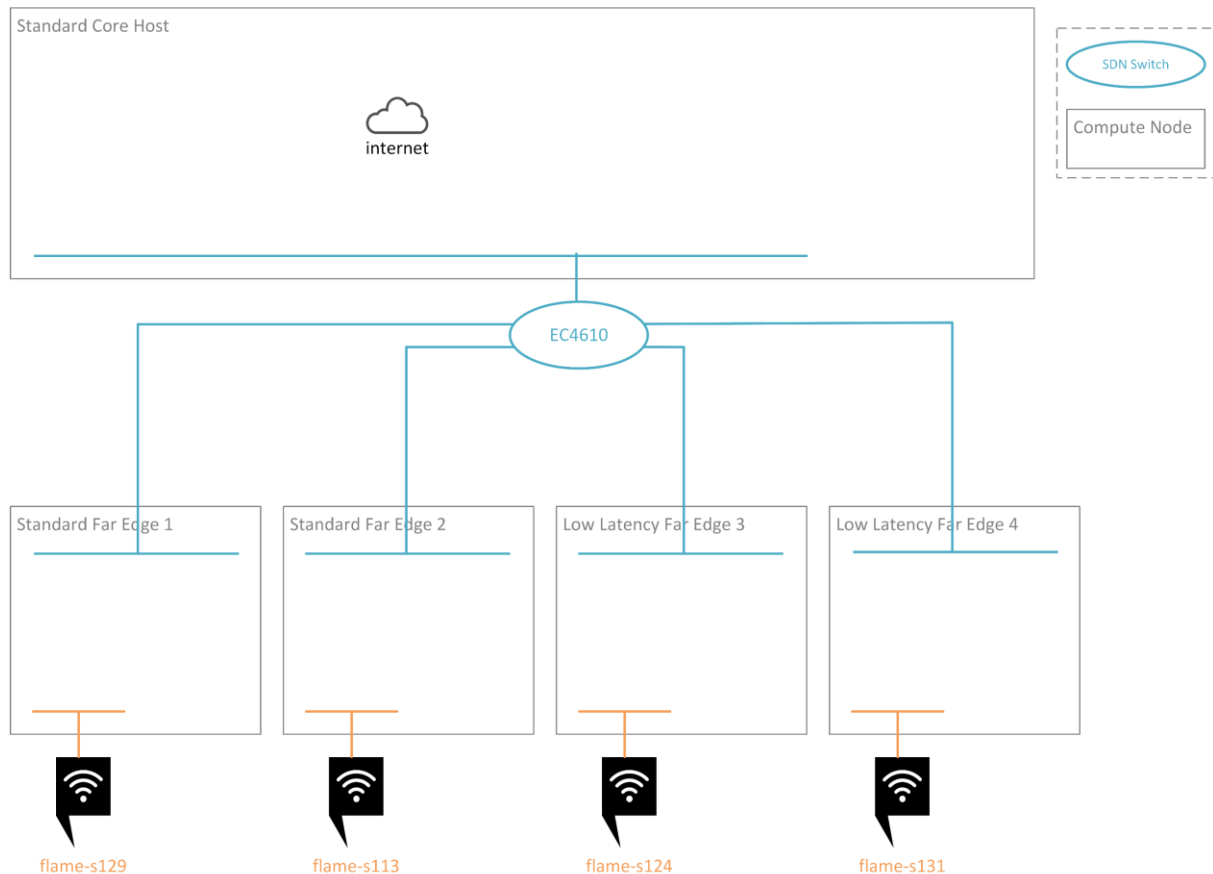 Standard Core Host
internet
SDN Switch
Compute Node
EC4610
Standard Far Edge 1
Standard Far Edge 2
Low Latency Far Edge 3
Low Latency Far Edge 4
flame-s129
flame-s113
flame-s124
flame-s131